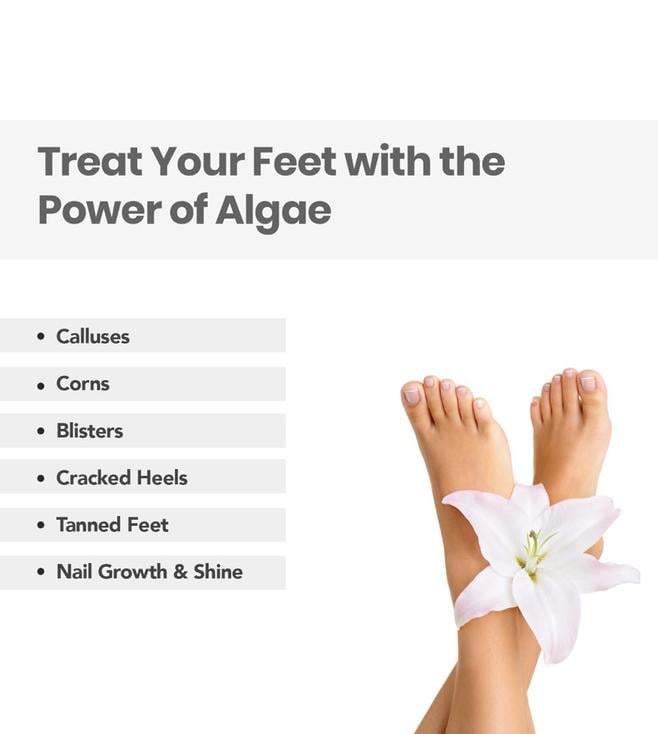 Treat Your Feet with the
Power of Algae
• Calluses
• Corns
• Blisters
• Cracked Heels
• Tanned Feet
• Nail Growth & Shine